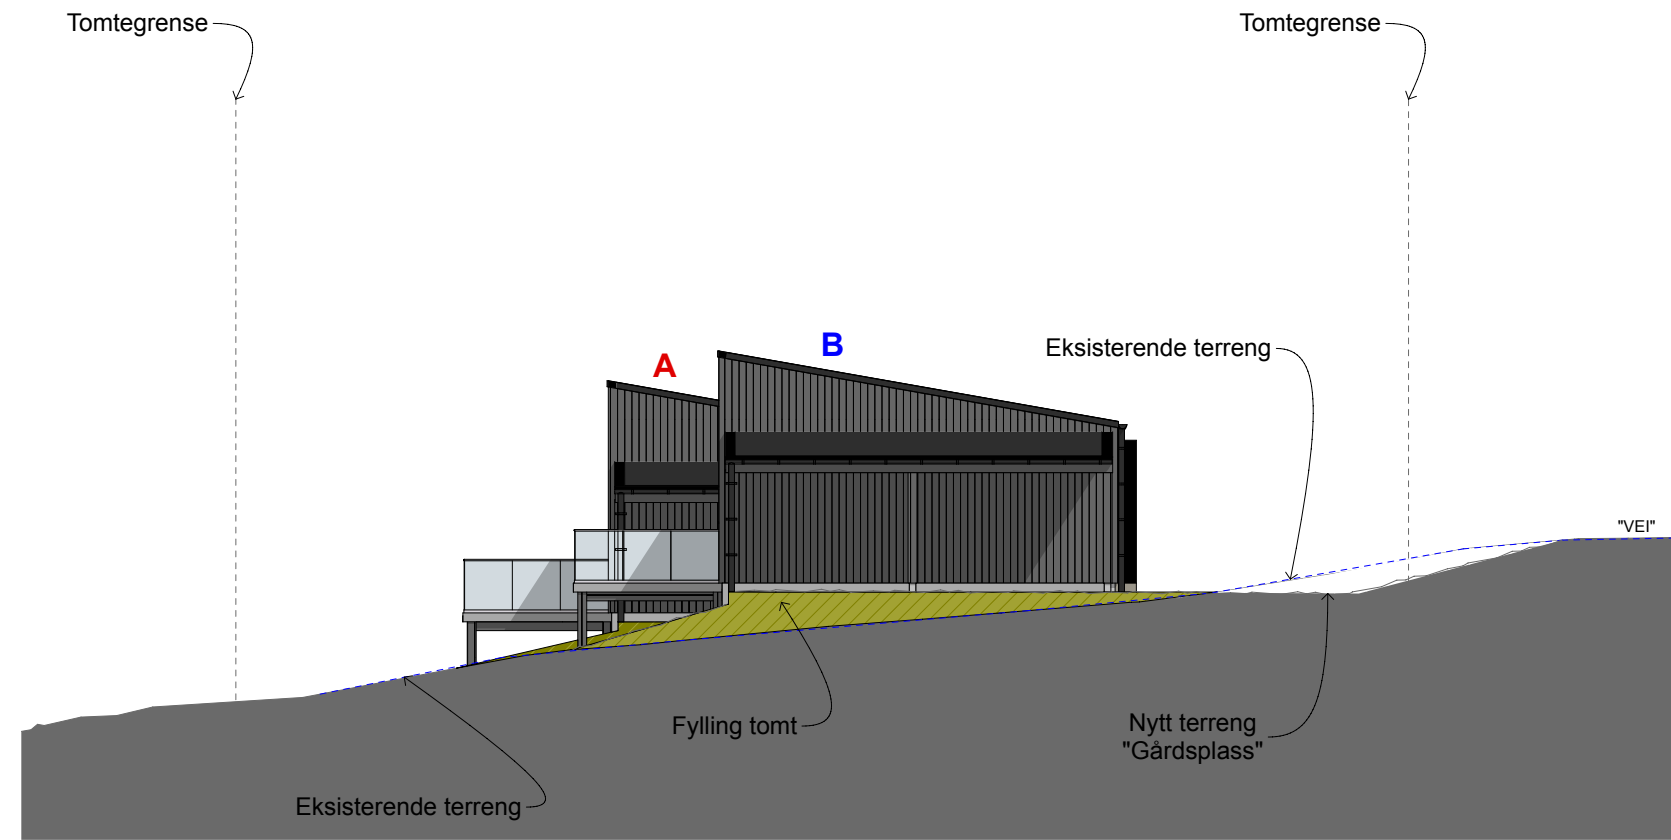 Tomtegrense
Tomtegrense
B
Eksisterende terreng
A
"VEI"
Fylling tomt
Nytt terreng
"Gårdsplass"
Eksisterende terreng